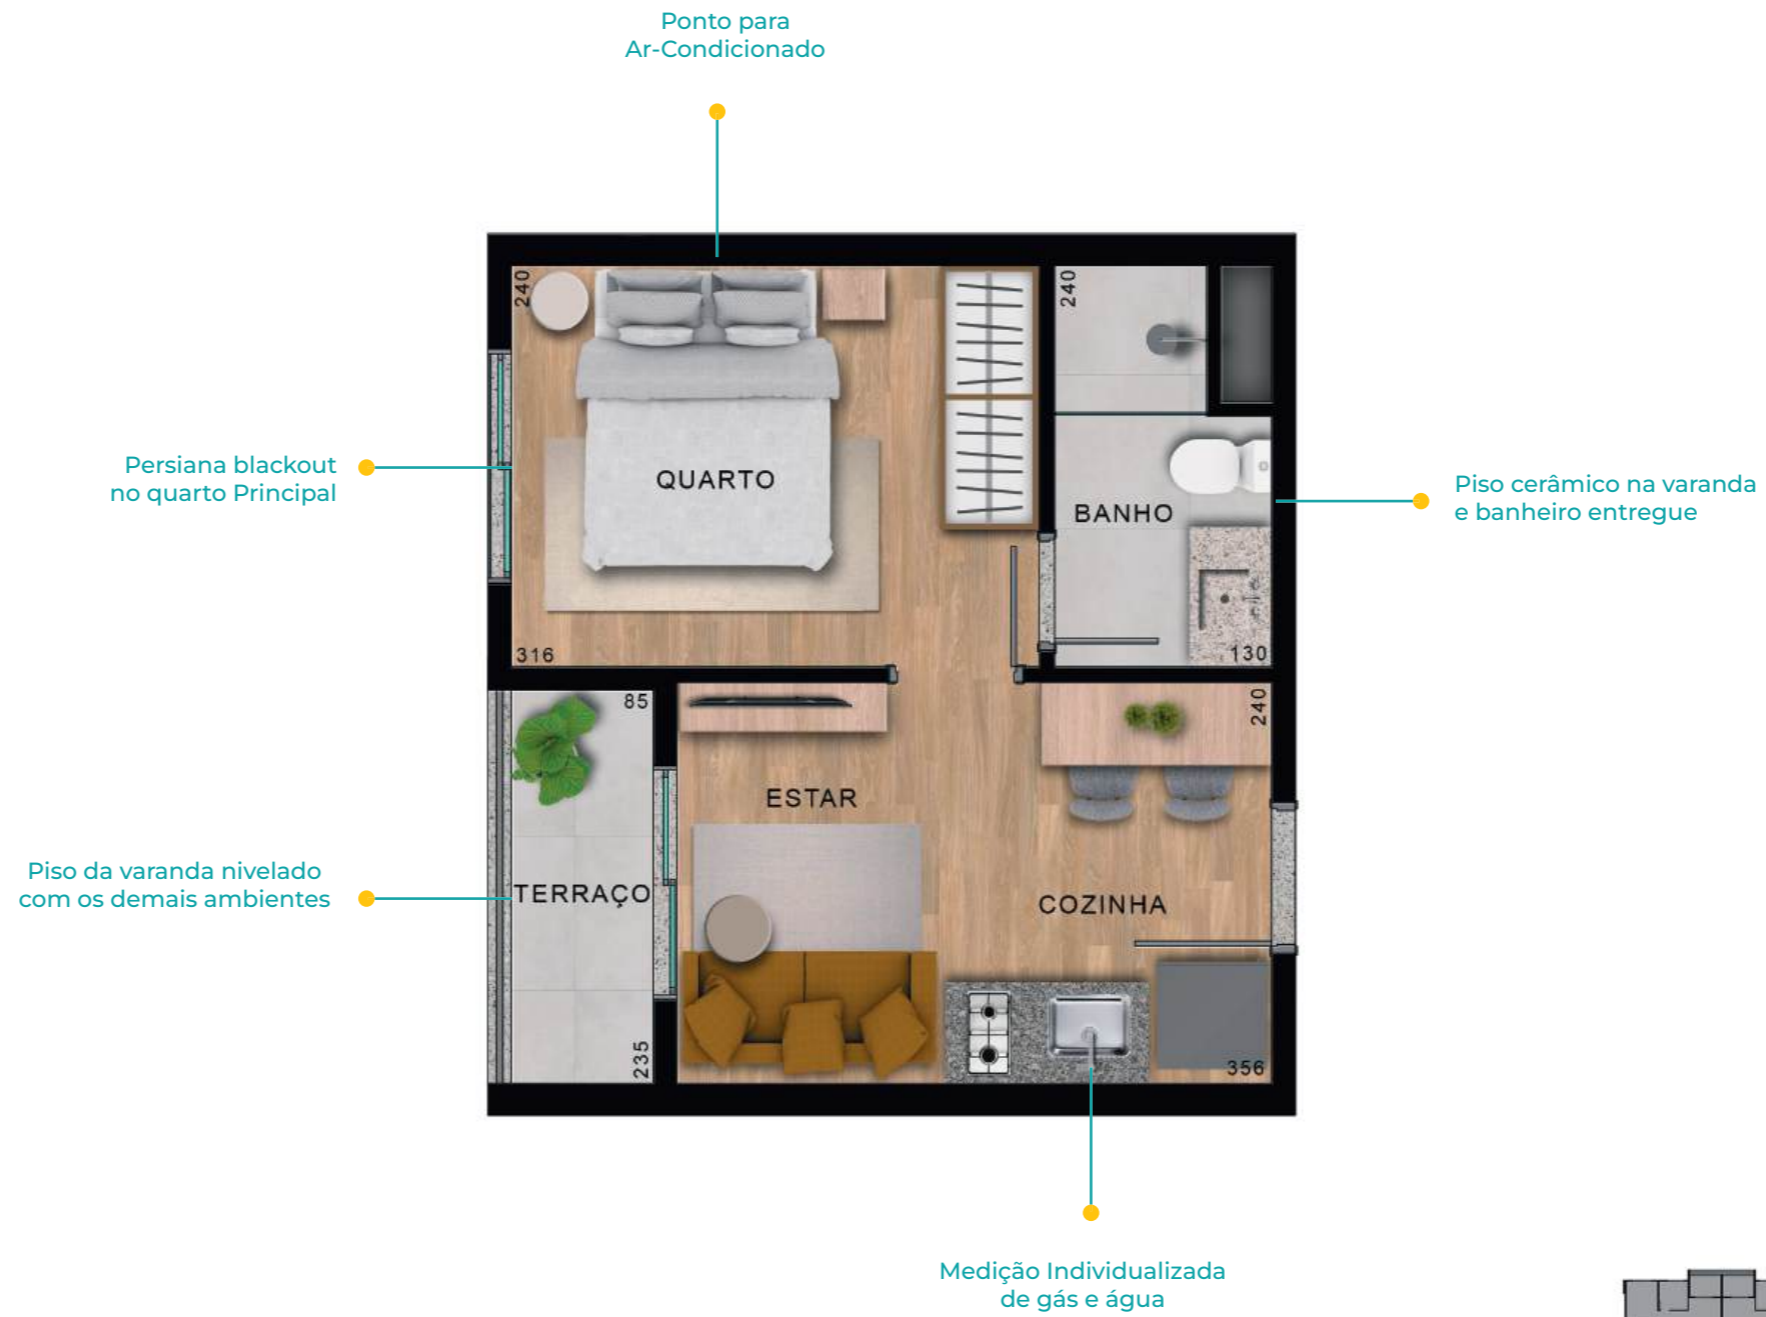 Ponto para
Ar-Condicionado
240
240
Persiana blackout
no quarto Principal
QUARTO
BANHO
Piso cerâmico na varanda
e banheiro entregue
316
130
85
240
ESTAR
Piso da varanda nivelado
com os demais ambientes
TERRAÇO
COZINHA
235
356
Medição Individualizada
de gás e água